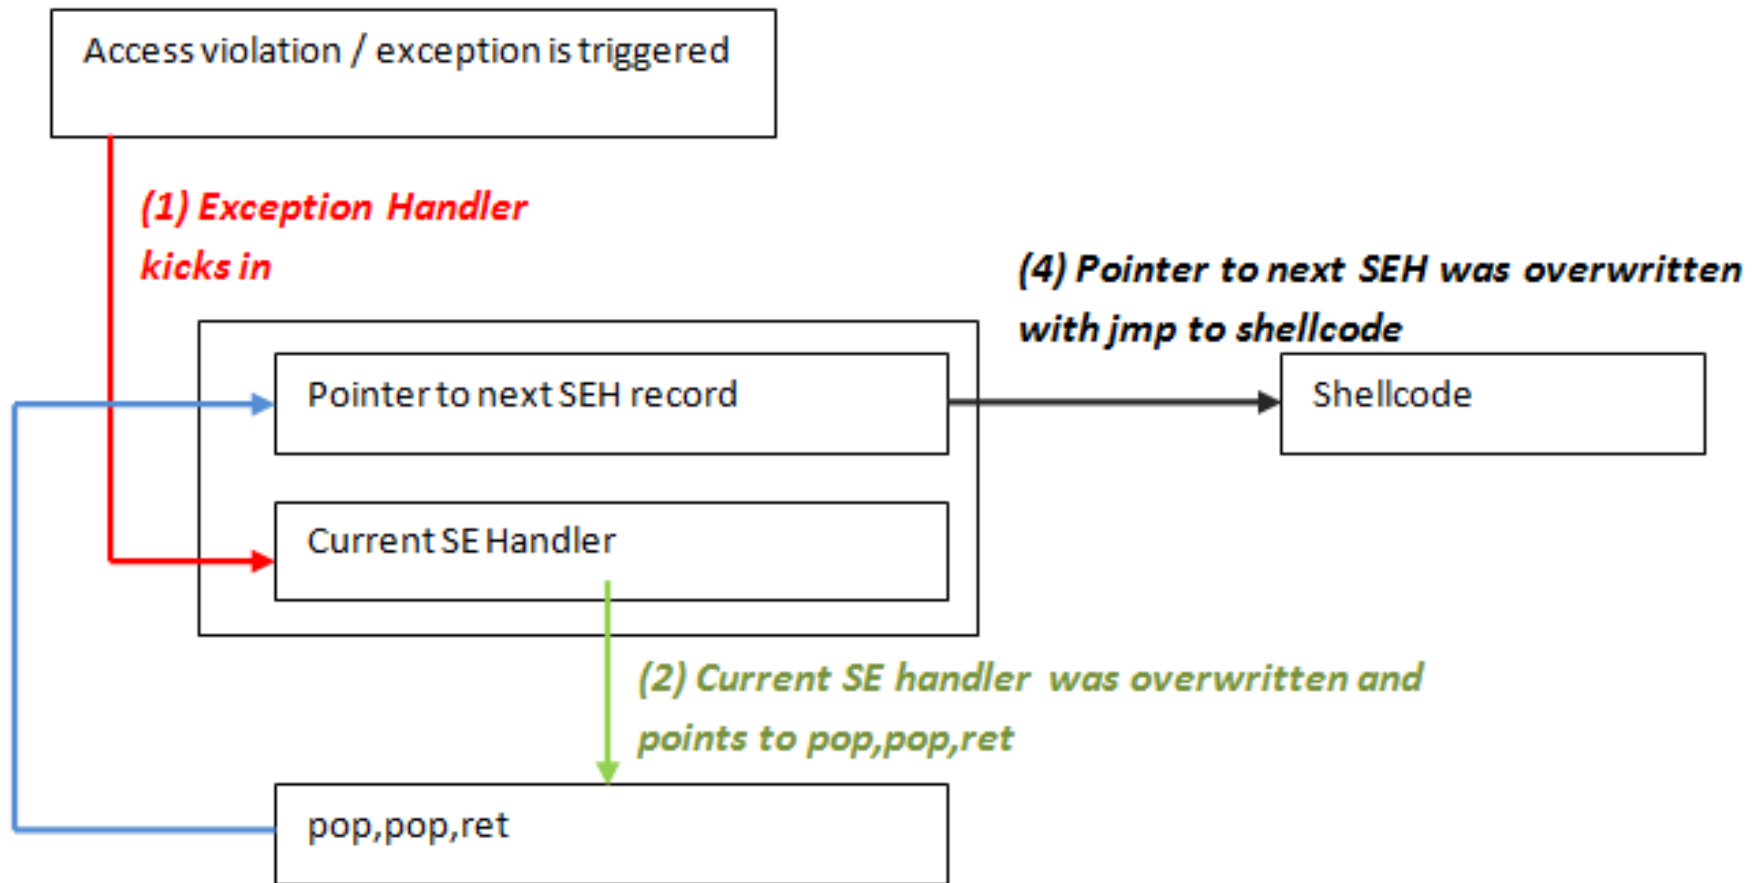 Access violation / exception is triggered
(1) Exception Handler
kicks in
(4) Pointer to next SEH was overwritten
with jmp to shellcode
Pointer to next SEH record
Shellcode
Current SE Handler
(2) Current SE handler was overwritten and
points to pop,pop,ret
pop,pop,ret